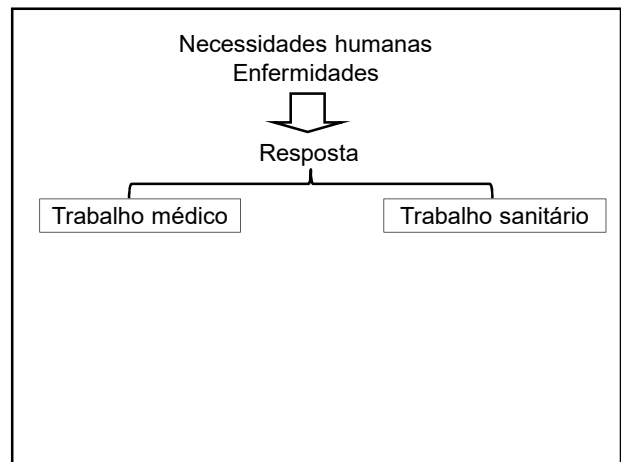 Necessidades humanas
Enfermidades
Resposta
Trabalho médico
Trabalho sanitário